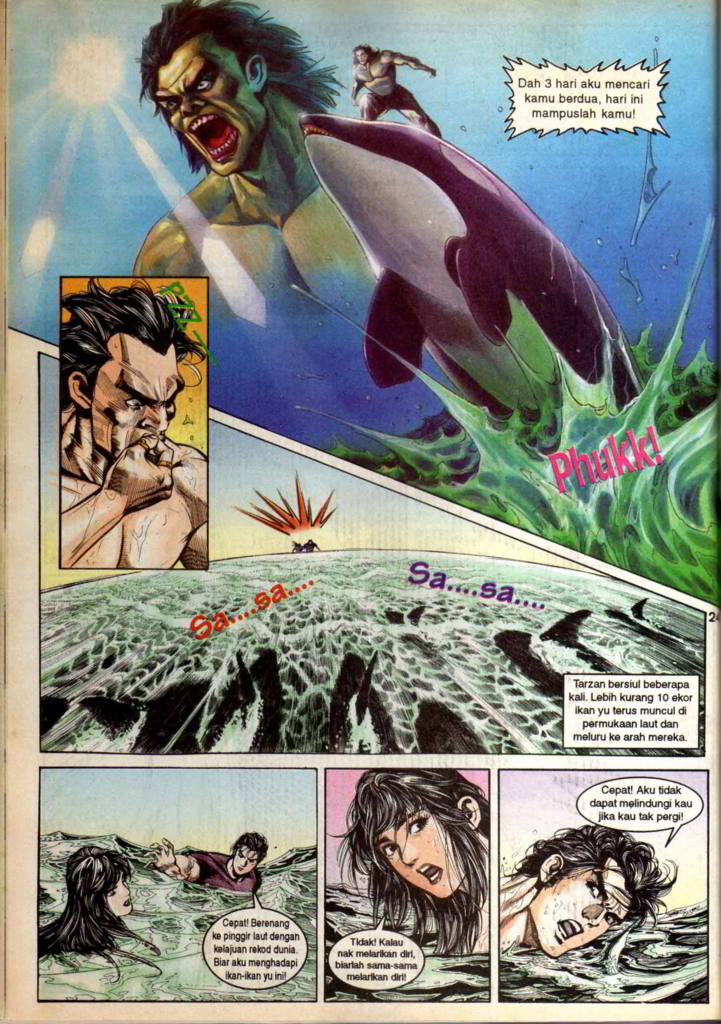 Dah 3 hari aku mencari
kamu berdua, hari ini
mampuslah kamu!
Phukk!
Sa....sa....
Sa....sa....
Tarzan bersiul beberapa
kali. Lebih kurang 10 ekor
ikan yu terus muncul di
permukaan laut dan
meluru ke arah mereka.
Cepat! Berenang
ke pinggir laut dengan
kelajuan rekod dunia.
Biar aku menghadapi
ikan-ikan yu ini!
Tidak! Kalau
nak melarikan diri,
biarlah sama-sama
melarikan diri!
Cepat! Aku tidak
dapat melindungi kau
jika kau tak pergi!